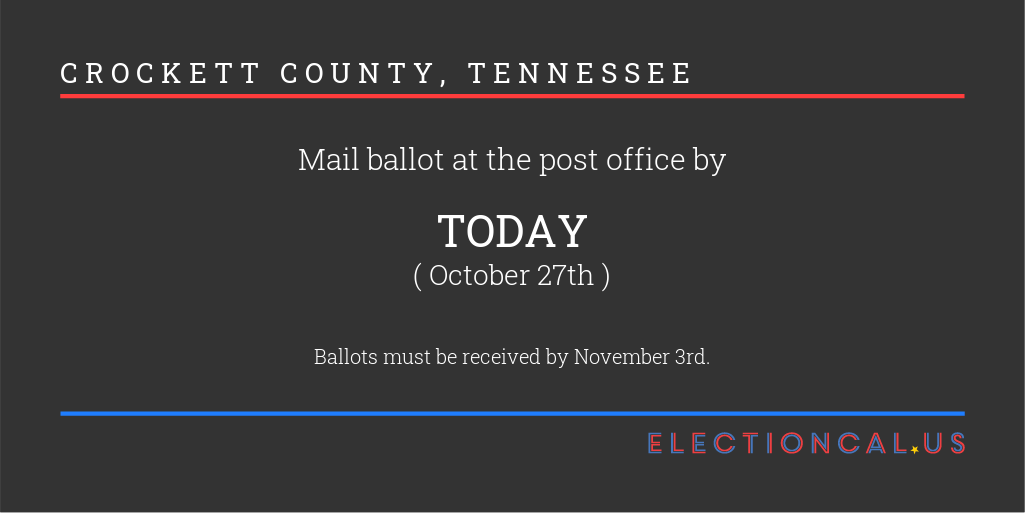 CROCKETT COUNTY, TENNESSEE
Mail ballot at the post office by
TODAY
( October 27th )
Ballots must be received by November 3rd.
ELECTIONCAL.US